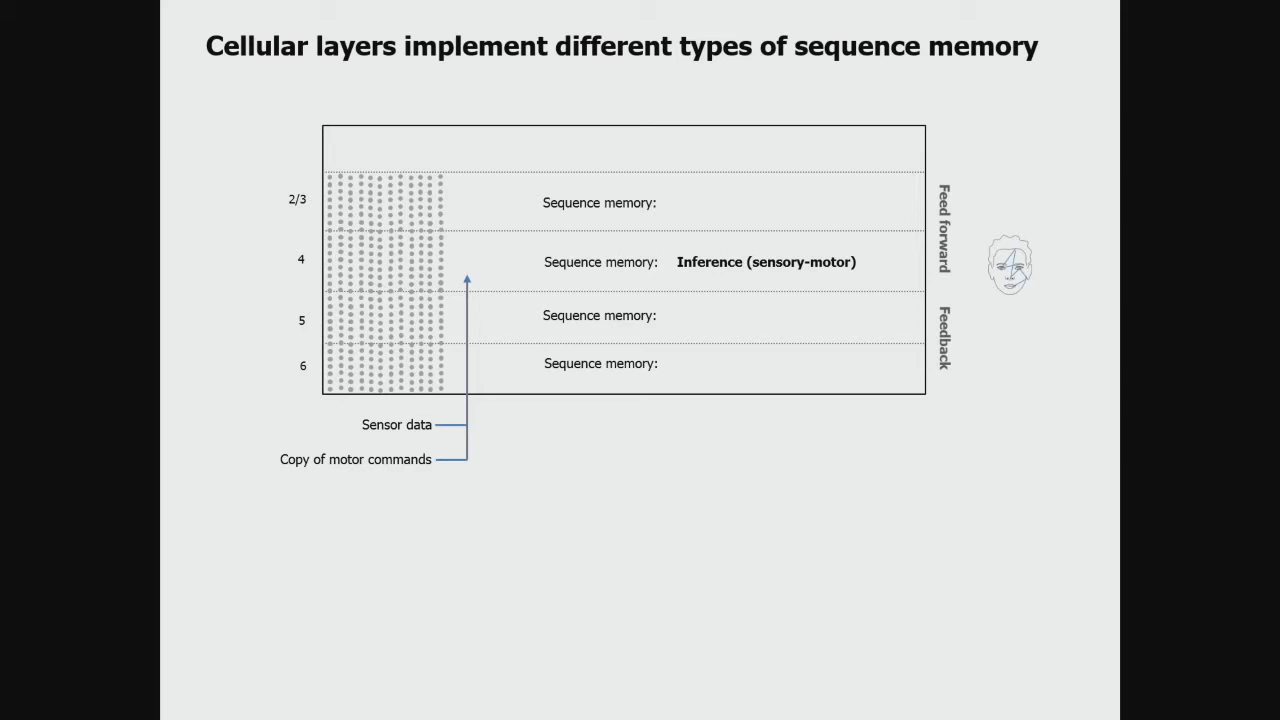 Cellular layers implement different types of sequence memory
2/3
Sequence memory:
4
Sequence memory: Inference (sensory-motor)
5
Sequence memory:
6
Sequence memory:
Feed forward
Feedback
Sensor data
Copy of motor commands